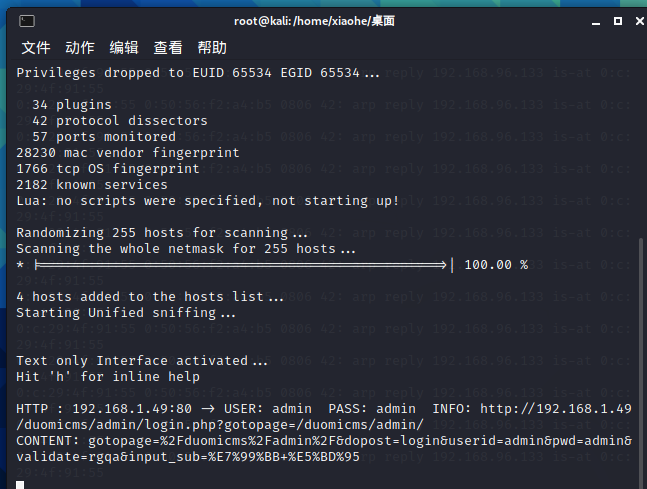 root@kali:/home/xiaohe/桌面
文件 动作 编辑 查看 帮助
Privileges dropped to EUID 65534 EGID 65534...
34 plugins
42 protocol dissectors
57 ports monitored
28230 mac vendor fingerprint
1766 tcp OS fingerprint
2182 known services
Lua: no scripts were specified, not starting up!
Randomizing 255 hosts for scanning...
Scanning the whole netmask for 255 hosts...
* |==================================================>| 100.00 %
4 hosts added to the hosts list...
Starting Unified sniffing...
Text only Interface activated...
Hit 'h' for inline help
HTTP : 192.168.1.49:80 -> USER: admin PASS: admin INFO: http://192.168.1.49
/duomicms/admin/login.php?gotopage=/duomicms/admin/
CONTENT: gotopage=%2Fduomicms%2Fadmin%2F&dopost=login&userid=admin&pwd=admin&
validate=rgqa&input_sub=%E7%99%BB+%E5%BD%95